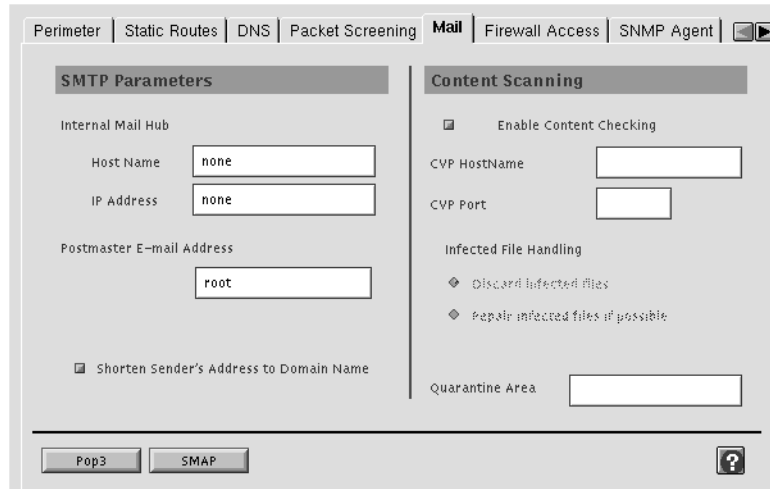 Perimeter Static Routes DNS Packet Screening Mail Firewall Access SNMP Agent
SMTP Parameters
Internal Mail Hub
Host Name none
IP Address none
Postmaster E-mail Address
root
Shorten Sender's Address to Domain Name
Content Scanning
Enable Content Checking
CVP HostName
CVP Port
Infected File Handling
Discard infected files
Repair infected files if possible
Quarantine Area
Pop3 SMAP ?